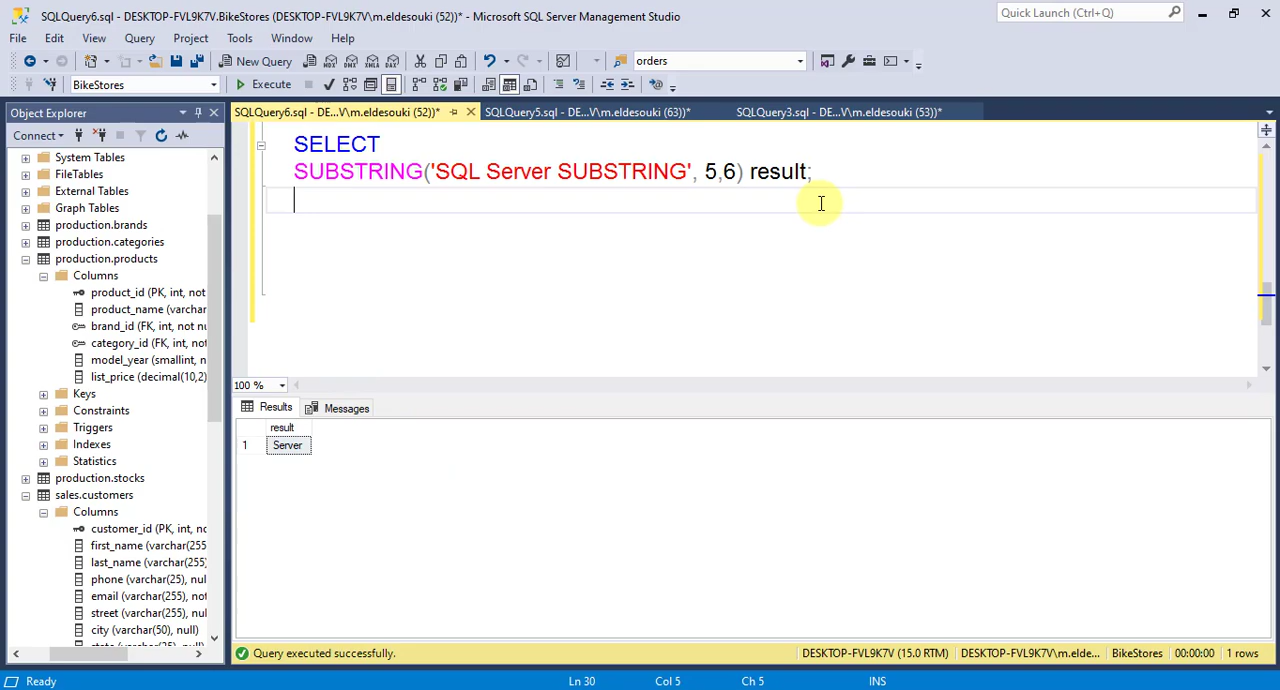 SQLQuery6.sql - DESKTOP-FVL9K7V.BikeStores (DESKTOP-FVL9K7V\m.eldesouki (52))* - Microsoft SQL Server Management Studio
Quick Launch (Ctrl+Q)
File Edit View Query Project Tools Window Help
New Query
MDX DMX XMLA DAX
orders
BikeStores
Execute
Object Explorer
SQLQuery6.sql - DE...V\m.eldesouki (52))*
SQLQuery5.sql - DE...V\m.eldesouki (63))*
SQLQuery3.sql - DE...V\m.eldesouki (53))*
Connect
System Tables
FileTables
External Tables
Graph Tables
production.brands
production.categories
production.products
Columns
product_id (PK, int, not
product_name (varchar
brand_id (FK, int, not nu
category_id (FK, int, not
model_year (smallint, n
list_price (decimal(10,2)
Keys
Constraints
Triggers
Indexes
Statistics
production.stocks
sales.customers
Columns
customer_id (PK, int, nc
first_name (varchar(255
last_name (varchar(255)
phone (varchar(25), nul
email (varchar(255), not
street (varchar(255), nul
city (varchar(50), null)
SELECT
SUBSTRING('SQL Server SUBSTRING', 5,6) result;
100 %
Results Messages
result
1 Server
Query executed successfully.
DESKTOP-FVL9K7V (15.0 RTM)
DESKTOP-FVL9K7V\m.elde...
BikeStores
00:00:00
1 rows
Ready
Ln 30
Col 5
Ch 5
INS